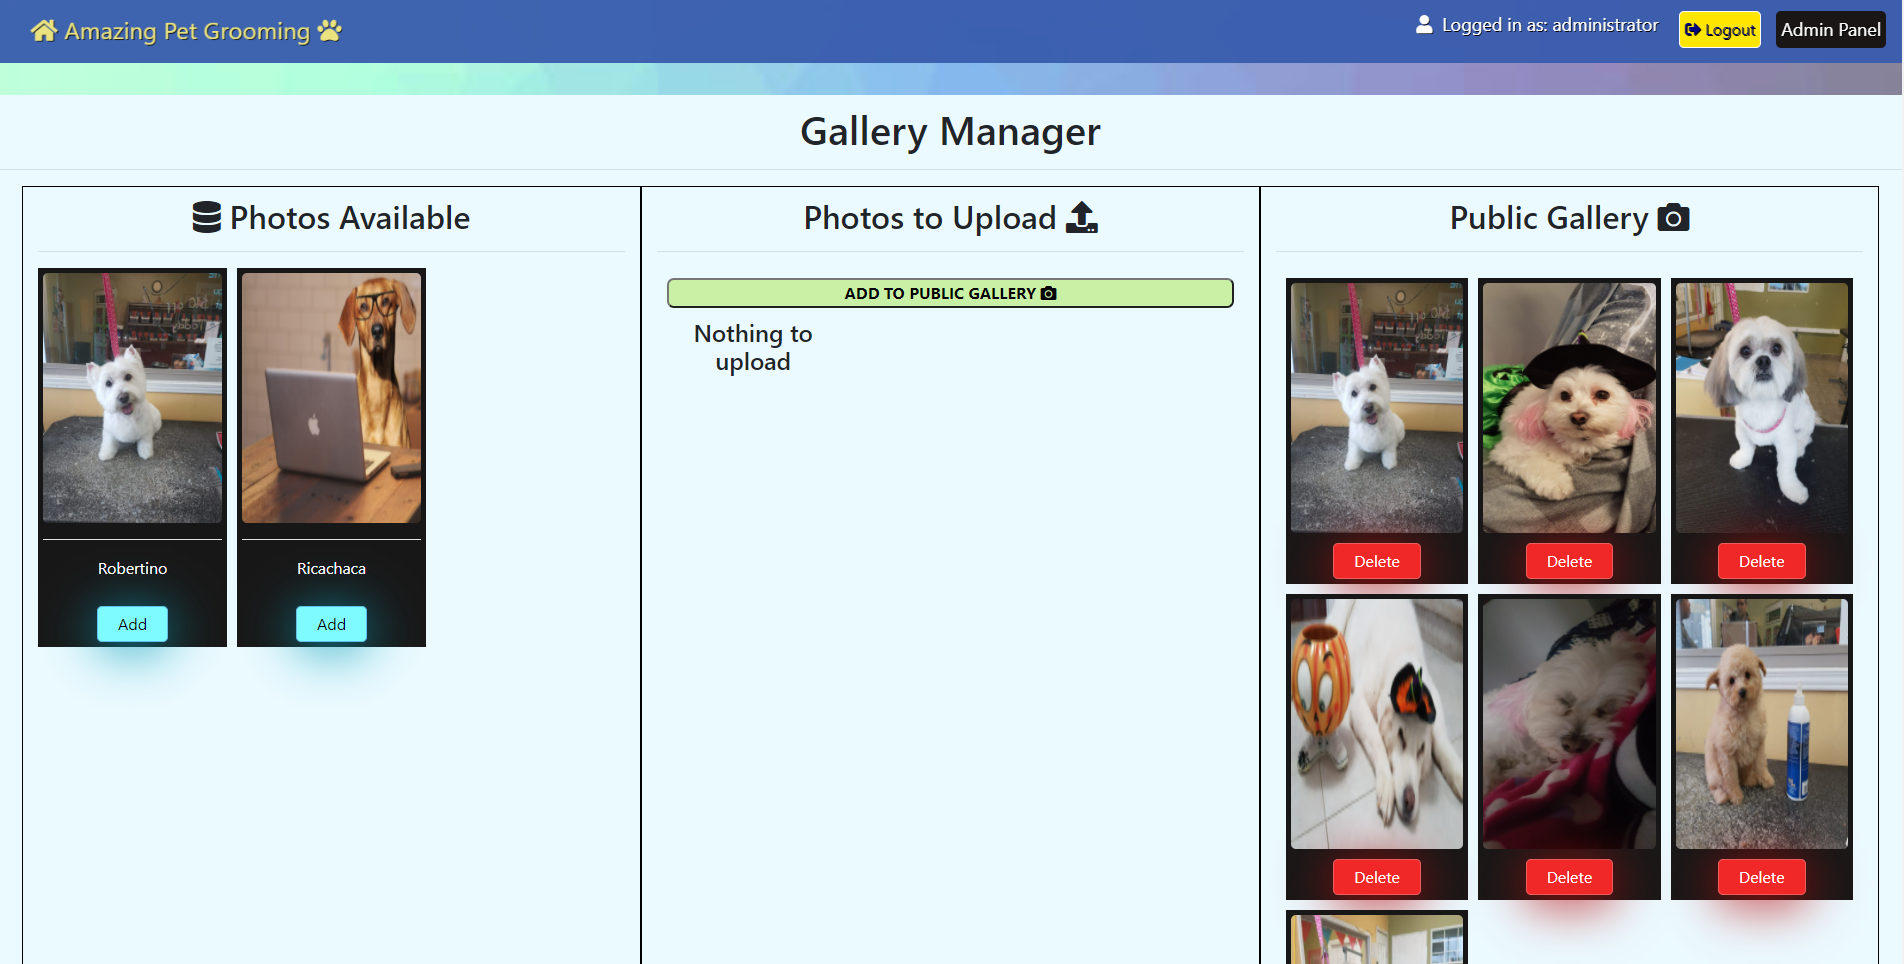 Amazing Pet Grooming
Logged in as: administrator
Logout
Admin Panel
Gallery Manager
Photos Available
Robertino
Add
Ricachaca
Add
Photos to Upload
ADD TO PUBLIC GALLERY
Nothing to
upload
Public Gallery
Delete
Delete
Delete
Delete
Delete
Delete